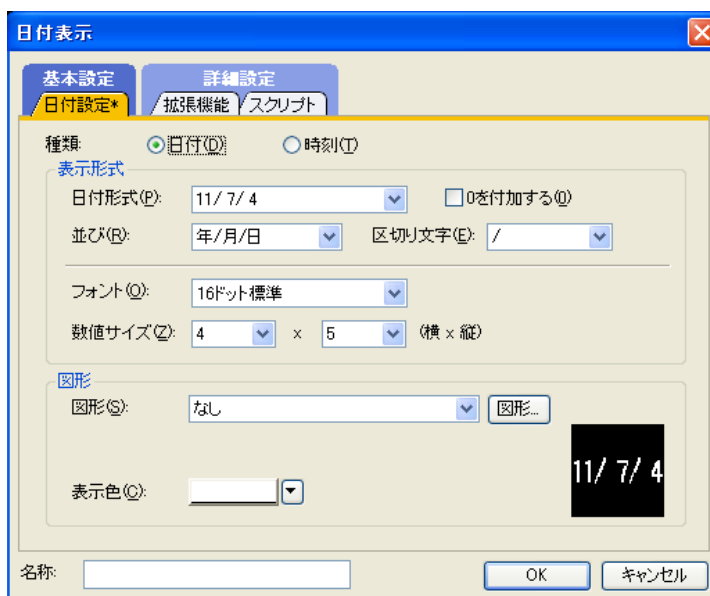 日付表示
基本設定 詳細設定
日付設定* 拡張機能 スクリプト
種類: 日付(D) 時刻(T)
表示形式
日付形式(P): 11/ 7/ 4 0を付加する(0)
並び(R): 年/月/日 区切り文字(E): /
フォント(O): 16ドット標準
数値サイズ(Z): 4 x 5 (横 x 縦)
図形
図形(S): なし 図形...
11/ 7/ 4
表示色(C):
名称: OK キャンセル